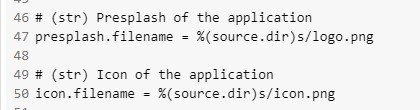 46 # (str) Presplash of the application
47 presplash.filename = %(source.dir)s/logo.png
48
49 # (str) Icon of the application
50 icon.filename = %(source.dir)s/icon.png